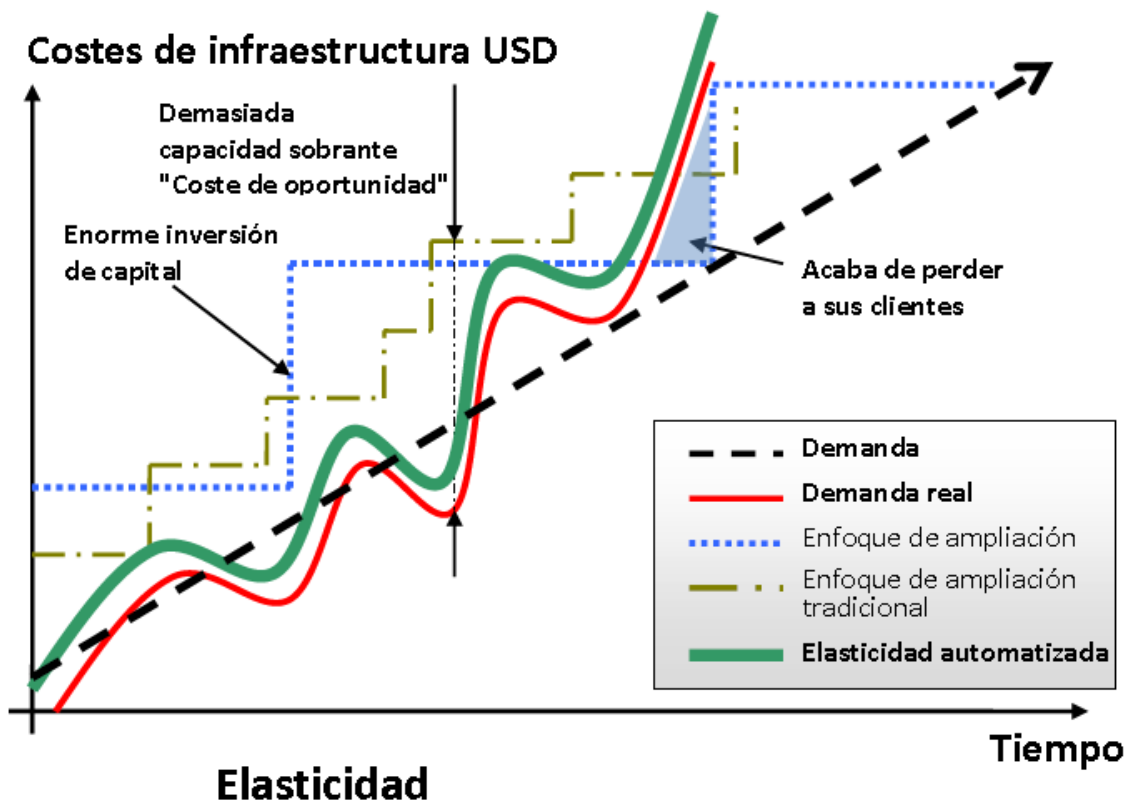 Costes de infraestructura USD
Demasiada
capacidad sobrante
"Coste de oportunidad"
Enorme inversión
de capital
Acaba de perder
a sus clientes
Demanda
Demanda real
Enfoque de ampliación
Enfoque de ampliación
tradicional
Elasticidad automatizada
Tiempo
Elasticidad